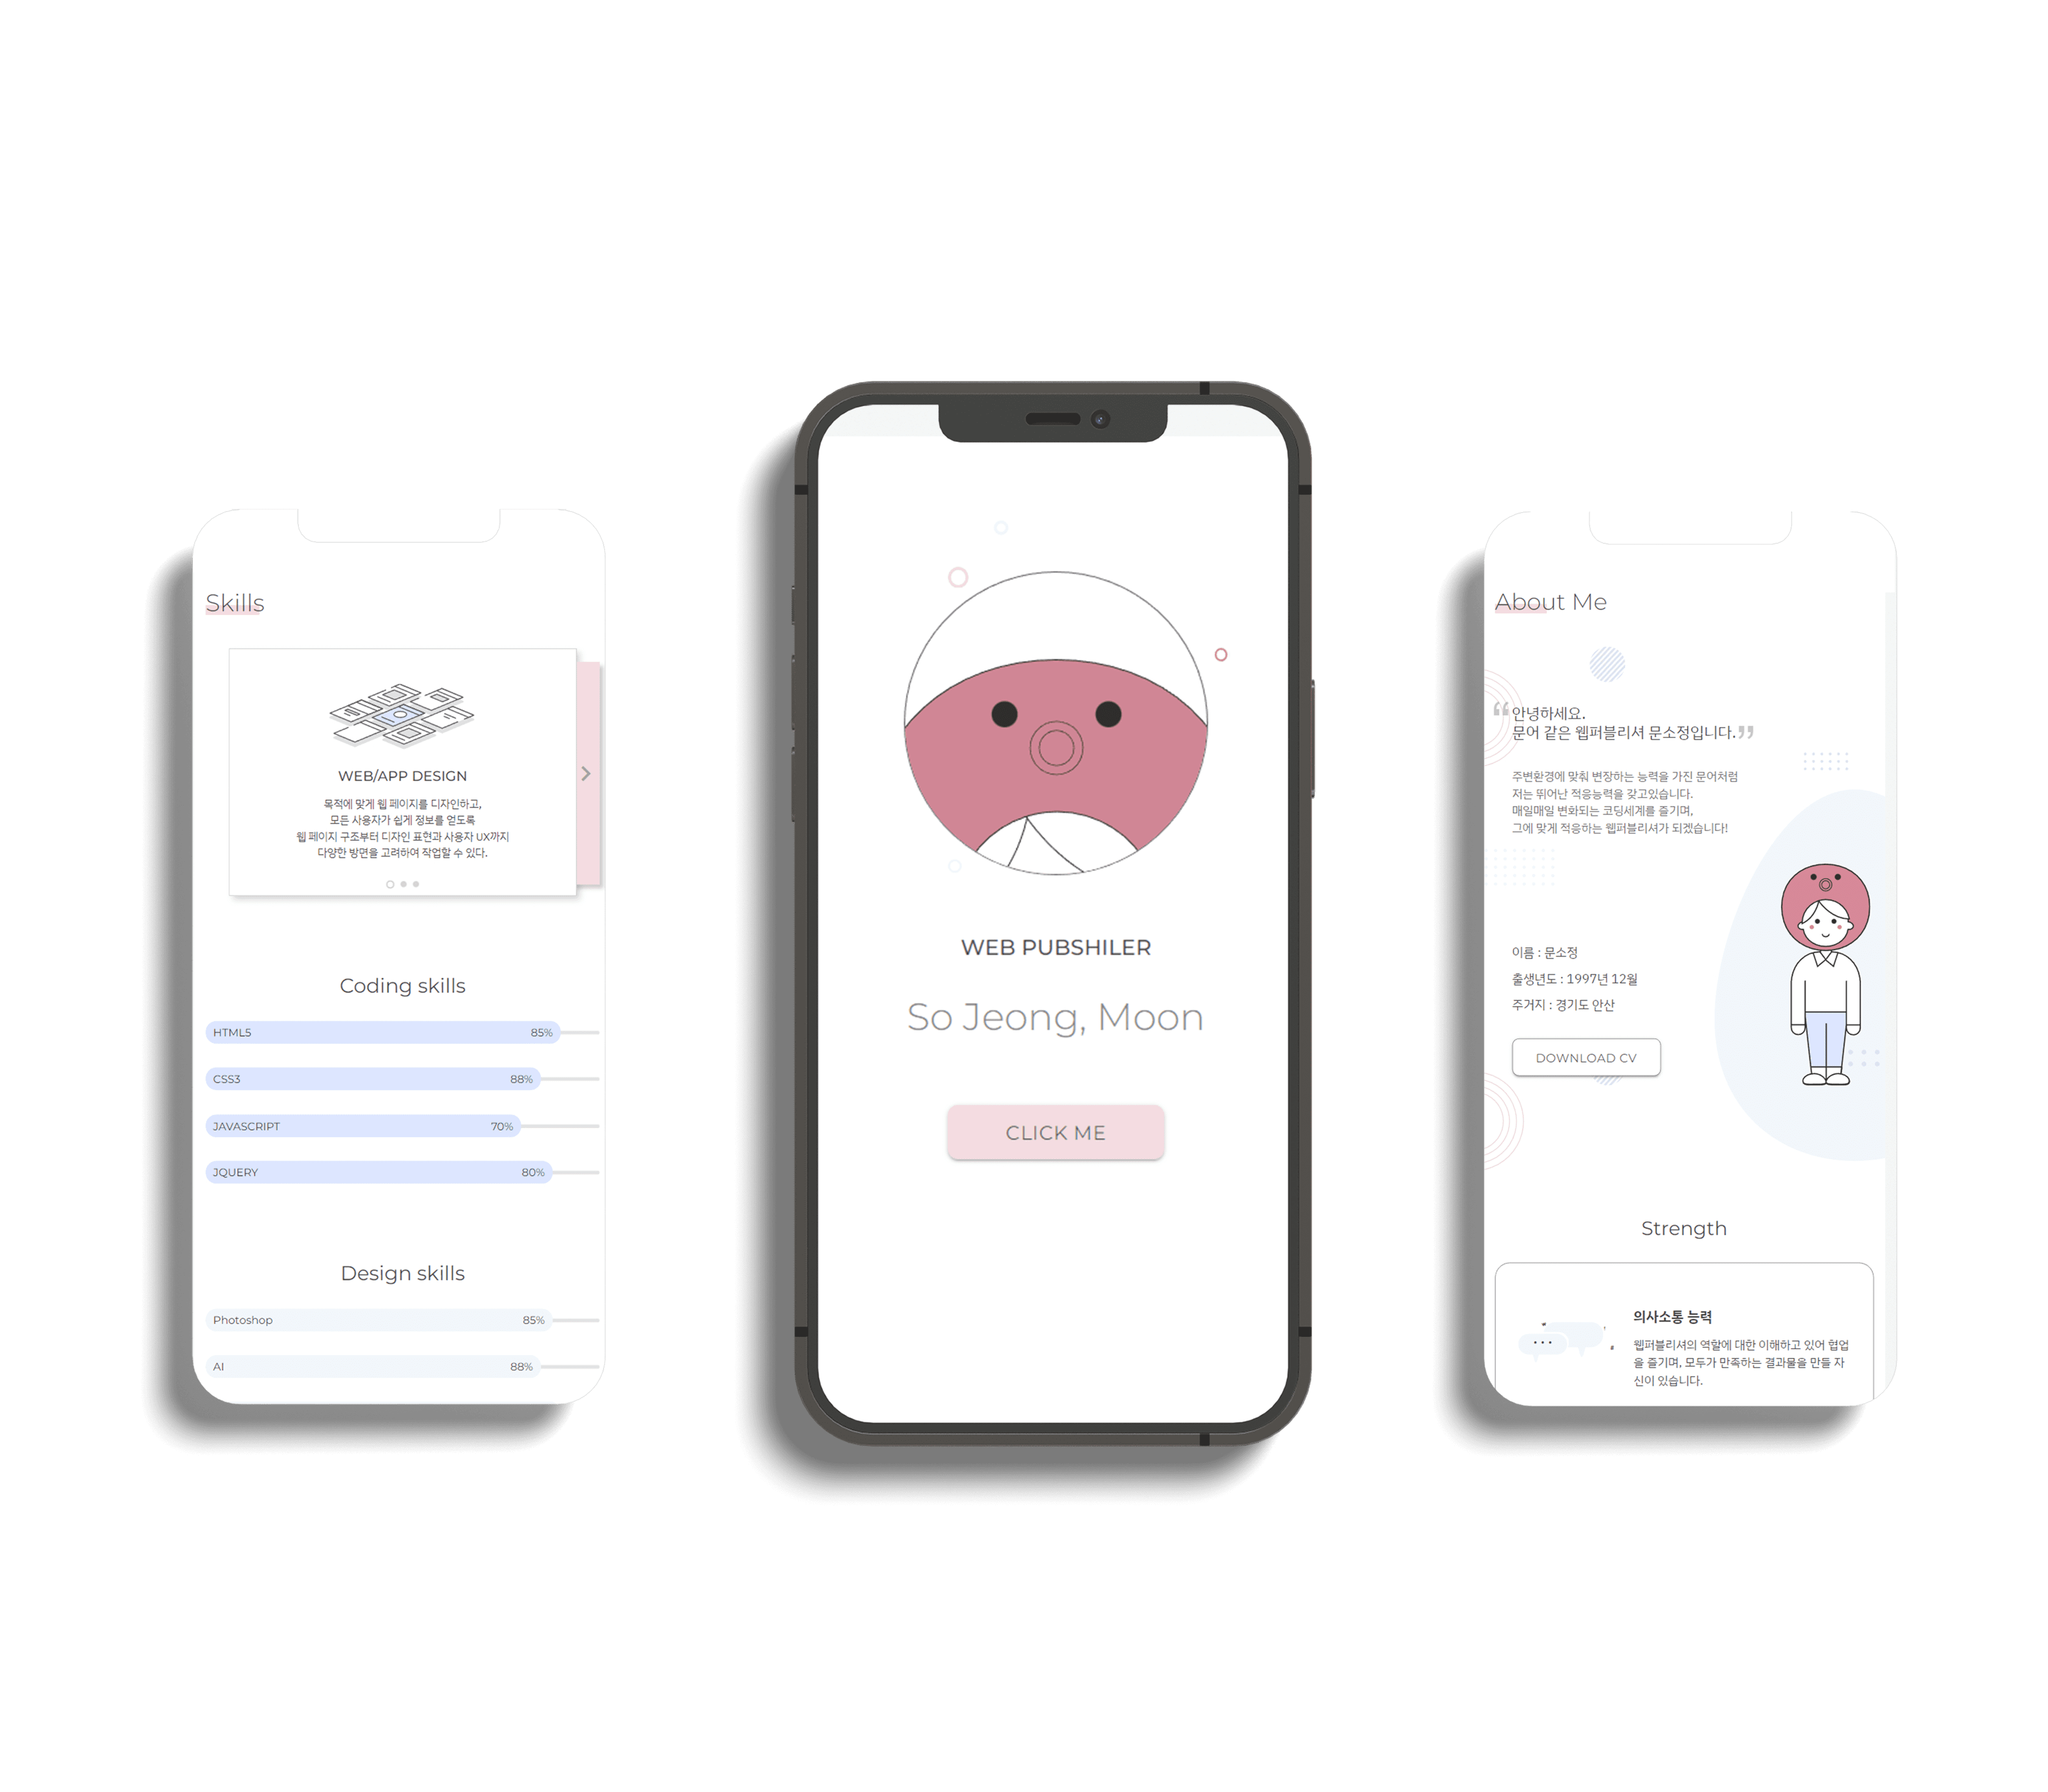 Skills
WEB/APP DESIGN
목적에 맞게 웹 페이지를 디자인하고,
모든 사용자가 쉽게 정보를 얻도록
웹 페이지 구조부터 디자인 표현과 사용자 UX까지
다양한 방면을 고려하여 작업할 수 있다.
Coding skills
HTML5 85%
CSS3 88%
JAVASCRIPT 70%
JQUERY 80%
Design skills
Photoshop 85%
AI 88%
WEB PUBSHILER
So Jeong, Moon
CLICK ME
About Me
“안녕하세요.
문어 같은 웹퍼블리셔 문소정입니다.”
주변환경에 맞춰 변장하는 능력을 가진 문어처럼
저는 뛰어난 적응능력을 갖고있습니다.
매일매일 변화되는 코딩세계를 즐기며,
그에 맞게 적응하는 웹퍼블리셔가 되겠습니다!
이름 : 문소정
출생년도 : 1997년 12월
주거지 : 경기도 안산
DOWNLOAD CV
Strength
의사소통 능력
웹퍼블리셔의 역할에 대한 이해하고 있어 협업
을 즐기며, 모두가 만족하는 결과물을 만들 자
신이 있습니다.